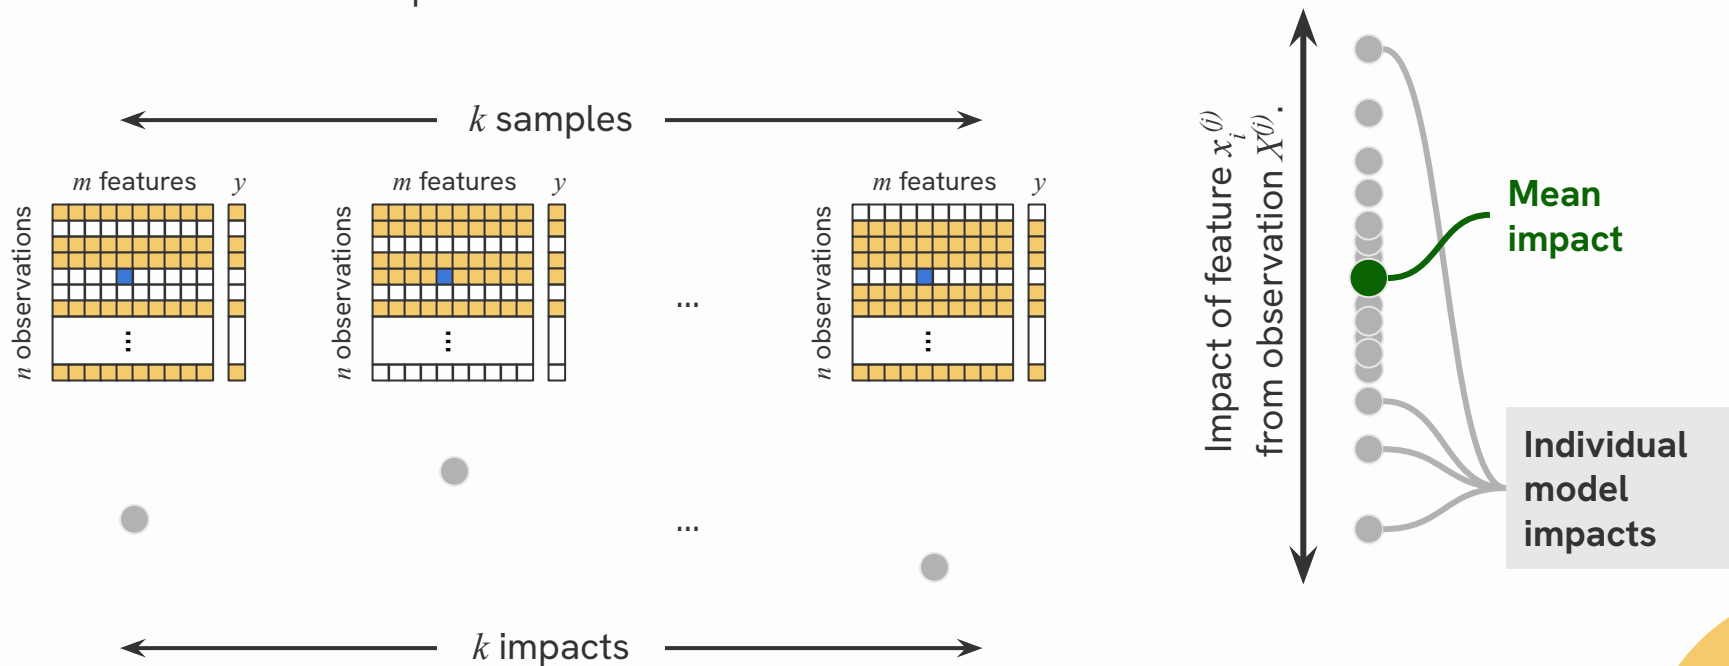 k samples
m features y
n observations
m features y
n observations
...
m features y
n observations
...
k impacts
Impact of feature x_i^(j)
from observation X^(j).
Mean
impact
Individual
model
impacts